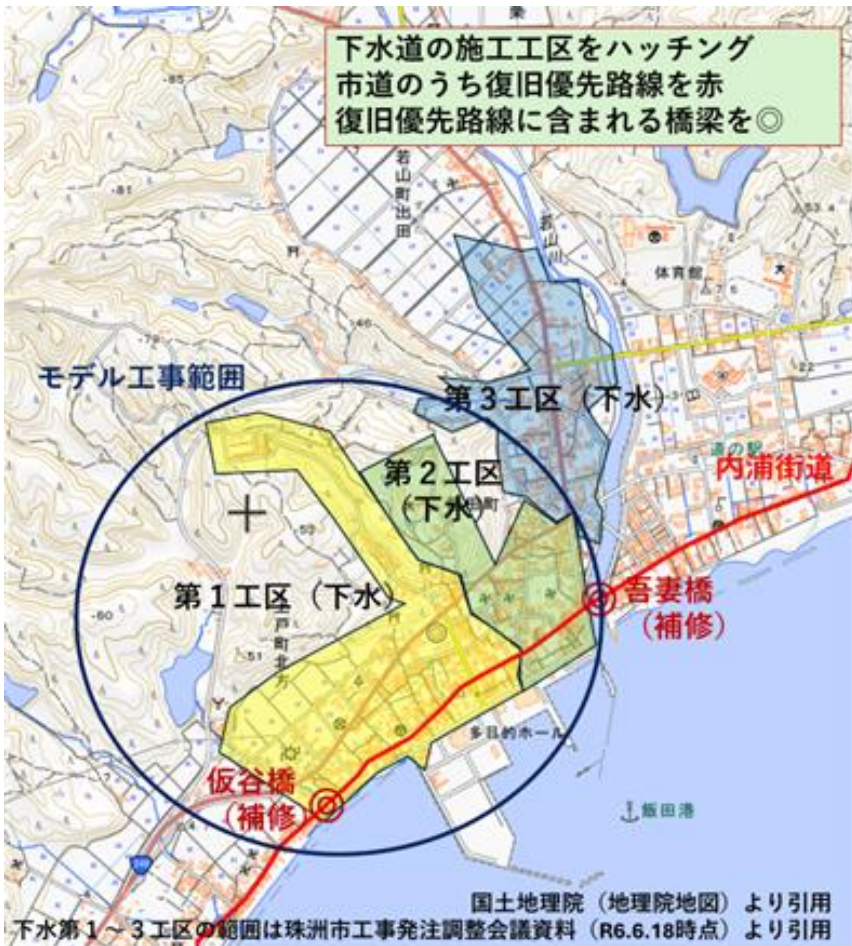 下水道の施工工区をハッチング
市道のうち復旧優先路線を赤
復旧優先路線に含まれる橋梁を◎
若山町出田
若山川
体育館
モデル工事範囲
第3工区（下水）
第2工区
（下水）
道の駅
内浦街道
第1工区（下水）
吾妻橋
（補修）
多目的ホール
仮谷橋
（補修）
飯田港
国土地理院（地理院地図）より引用
下水第1～3工区の範囲は珠洲市工事発注調整会議資料（R6.6.18時点）より引用